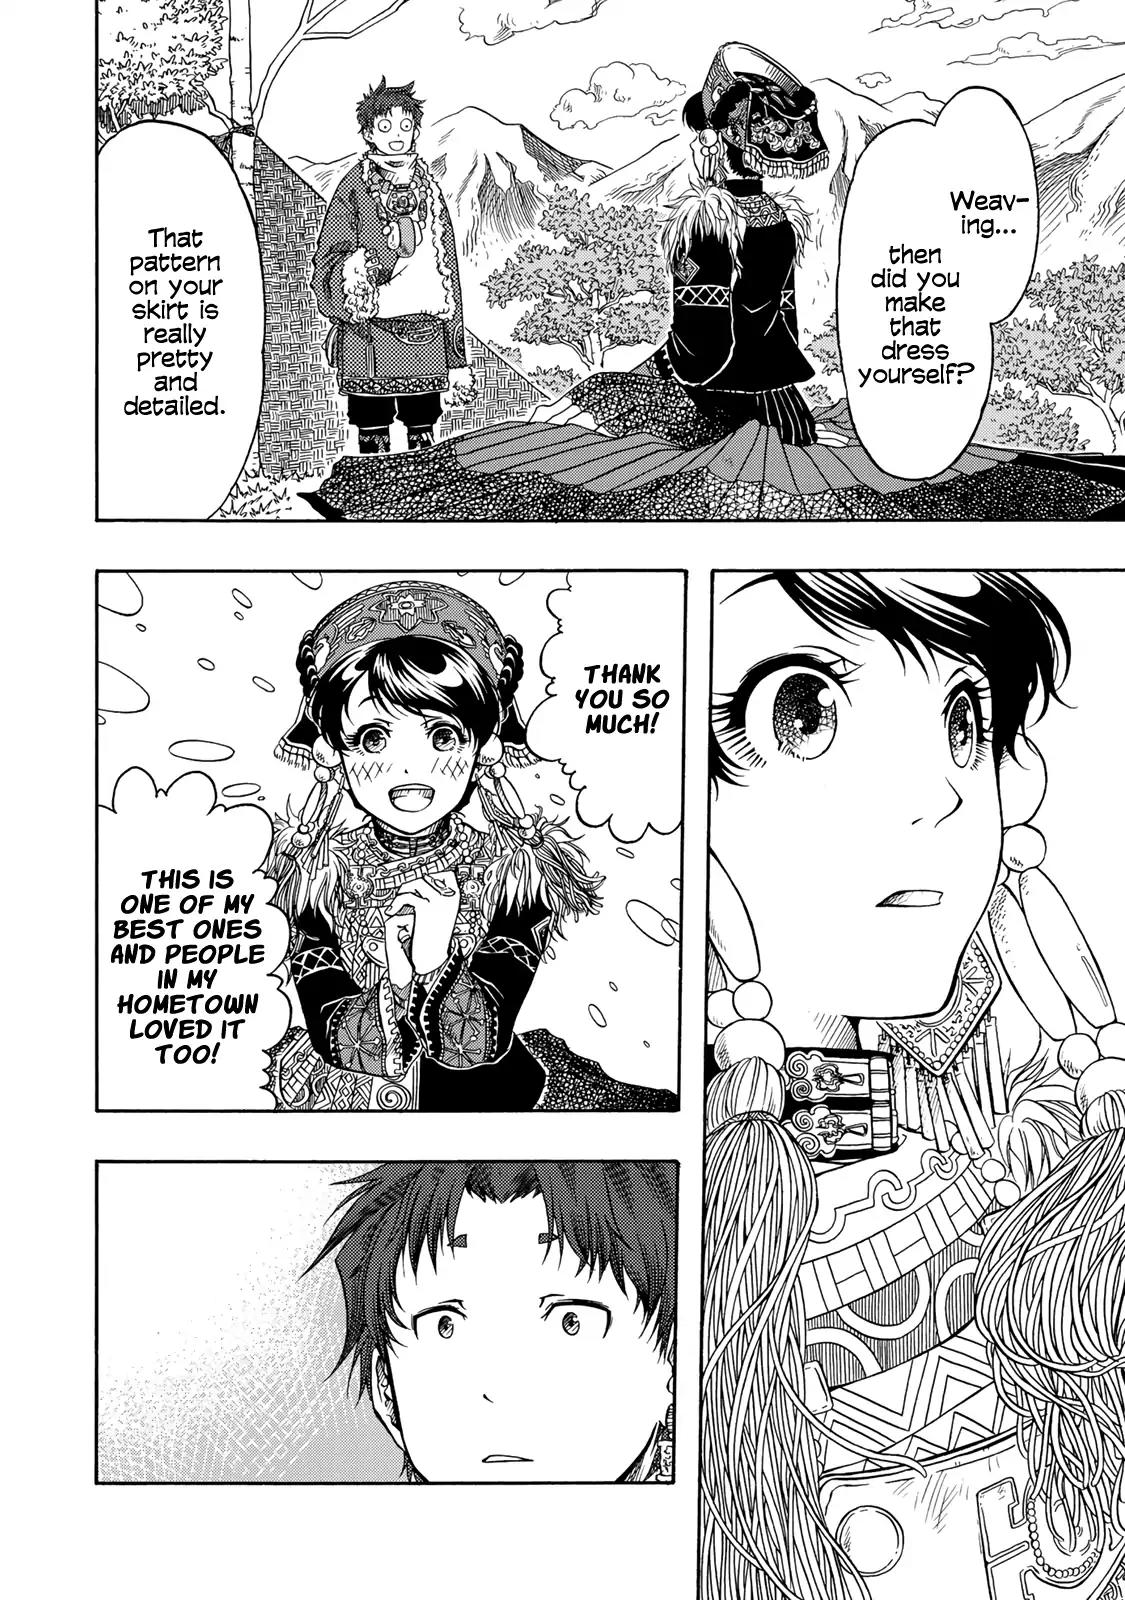 Weav-
ing...
then
did you
make
that
dress
yourself?
That
pattern
on your
skirt is
really
pretty
and
detailed.
THANK
YOU SO
MUCH!
THIS IS
ONE OF MY
BEST ONES
AND PEOPLE
IN MY
HOMETOWN
LOVED IT
TOO!